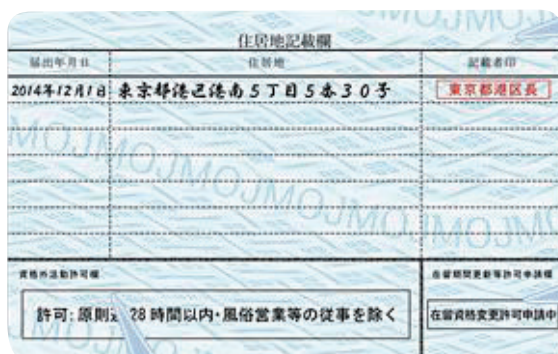 住居地記載欄
届出年月日 住居地 記載者印
2014年12月1日 東京都港区港南5丁目5番30号 東京都港区長
MOJMOJMOJMOJMOJ
資格外活動許可欄 在留期間更新等許可申請欄
許可:原則週28時間以内・風俗営業等の従事を除く 在留資格変更許可申請中